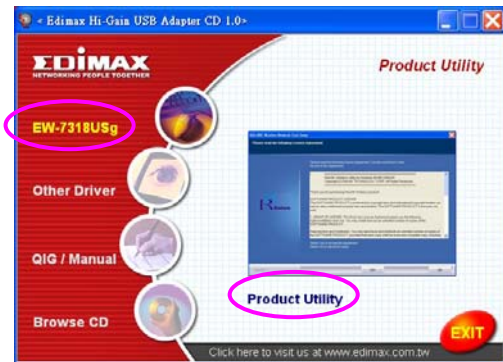 < Edimax Hi-Gain USB Adapter CD 1.0>
EDIMAX
NETWORKING PEOPLE TOGETHER
Product Utility
EW-7318USg
Other Driver
QIG / Manual
Product Utility
Browse CD
EXIT
Click here to visit us at www.edimax.com.tw